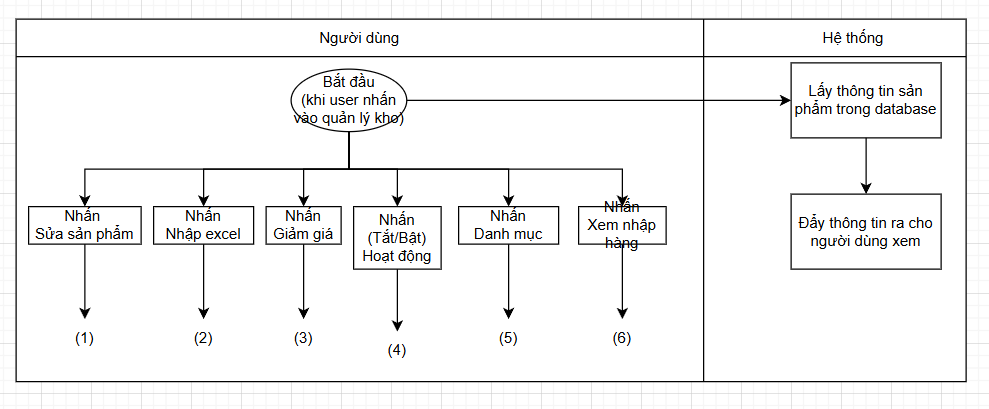 Người dùng
Hệ thống
Bắt đầu
(khi user nhấn
vào quản lý kho)
Lấy thông tin sản
phẩm trong database
Nhấn
Sửa sản phẩm
Nhấn
Nhập excel
Nhấn
Giảm giá
Nhấn
(Tắt/Bật)
Hoạt động
Nhấn
Danh mục
Nhấn
Xem nhập
hàng
Đẩy thông tin ra cho
người dùng xem
(1)
(2)
(3)
(4)
(5)
(6)